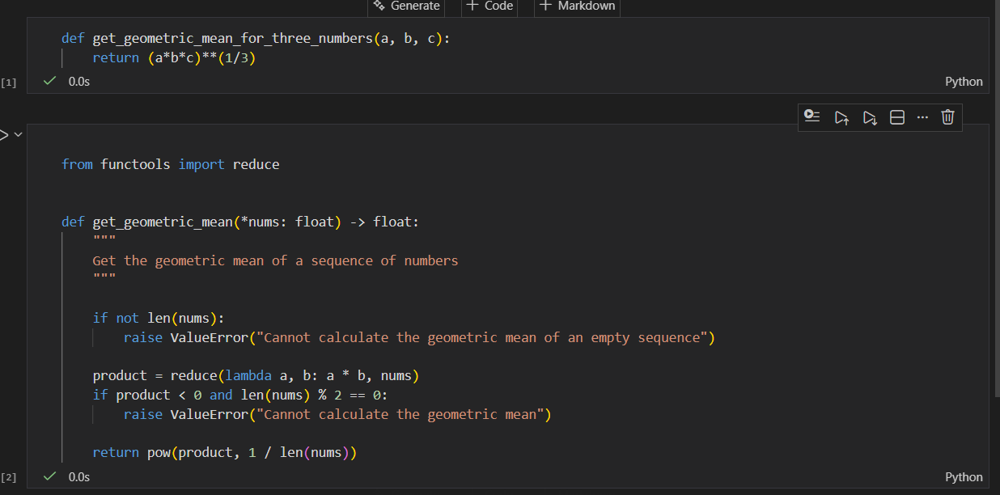 Generate + Code + Markdown
def get_geometric_mean_for_three_numbers(a, b, c):
    return (a*b*c)**(1/3)
[1] 0.0s Python
from functools import reduce
def get_geometric_mean(*nums: float) -> float:
    """
    Get the geometric mean of a sequence of numbers
    """
    if not len(nums):
        raise ValueError("Cannot calculate the geometric mean of an empty sequence")
    product = reduce(lambda a, b: a * b, nums)
    if product < 0 and len(nums) % 2 == 0:
        raise ValueError("Cannot calculate the geometric mean")
    return pow(product, 1 / len(nums))
[2] 0.0s Python